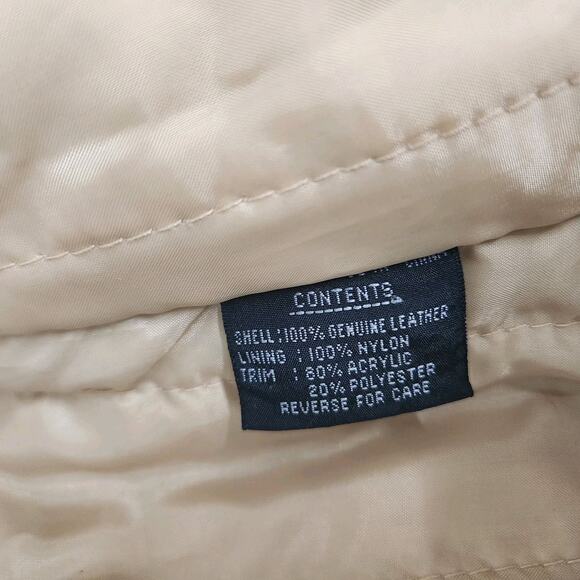 CONTENTS
SHELL:100% GENUINE LEATHER
LINING : 100% NYLON
TRIM : 80% ACRYLIC
20% POLYESTER
REVERSE FOR CARE